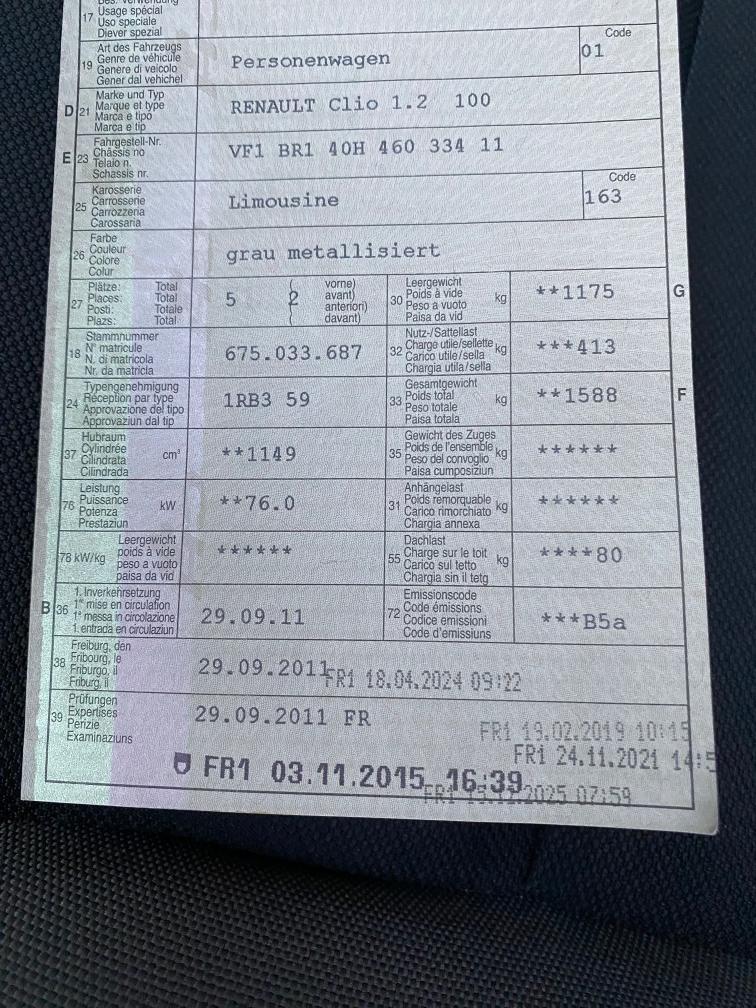 17 Usage spécial
Uso speciale
Diever spezial
19 Art des Fahrzeugs
Genre de véhicule
Genere di veicolo
Gener dal vehichel
Personenwagen
Code
01
D 21 Marke und Typ
Marque et type
Marca e tipo
Marca e tip
RENAULT Clio 1.2 100
E 23 Fahrgestell-Nr.
Châssis no
Telaio n.
Schassis nr.
VF1 BR1 40H 460 334 11
25 Karosserie
Carrosserie
Carrozzeria
Carossaria
Limousine
Code
163
26 Farbe
Couleur
Colore
Colur
grau metallisiert
27 Plätze: Total
Places: Total
Posti: Totale
Plazs: Total
5
2
( vorne)
avant)
anterion)
( davant)
30 Leergewicht
Poids à vide
Peso a vuoto
Paisa da vid
kg
**1175
G
18 Stammnummer
N° matricule
N. di matricola
Nr. da matricla
675.033.687
32 Nutz-/Sattellast
Charge utile/sellette
Carico utile/sella
Chargia utila/sella
kg
***413
24 Typengenehmigung
Réception par type
Approvazione del tipo
Approvaziun dal tip
1RB3 59
33 Gesamtgewicht
Poids total
Peso totale
Paisa totala
kg
**1588
F
37 Hubraum
Cylindrée
Cilindrata
Cilindrada
cm³
**1149
35 Gewicht des Zuges
Poids de l'ensemble
Peso del convoglio
Paisa cumposiziun
kg
******
76 Leistung
Puissance
Potenza
Prestaziun
kW
**76.0
31 Anhängelast
Poids remorquable
Carico rimorchiato
Chargia annexa
kg
******
78 kW/kg
Leergewicht
poids à vide
peso a vuoto
paisa da vid
******
55 Dachlast
Charge sur le toit
Carico sul tetto
Chargia sin il tetg
kg
****80
B 36 1. Inverkehrsetzung
1re mise en circulation
1a messa in circolazione
1. entrada en circulaziun
29.09.11
72 Emissionscode
Code émissions
Codice emissioni
Code d'emissiuns
***B5a
38 Freiburg, den
Fribourg, le
Friburgo, il
Friburg, il
29.09.2011
FR1 18.04.2024 09:22
39 Prüfungen
Expertises
Perizie
Examinaziuns
29.09.2011 FR
FR1 19.02.2019 10:15
FR1 24.11.2021 14:5
FR1 03.11.2015 16:39
FR1 2025 07:59